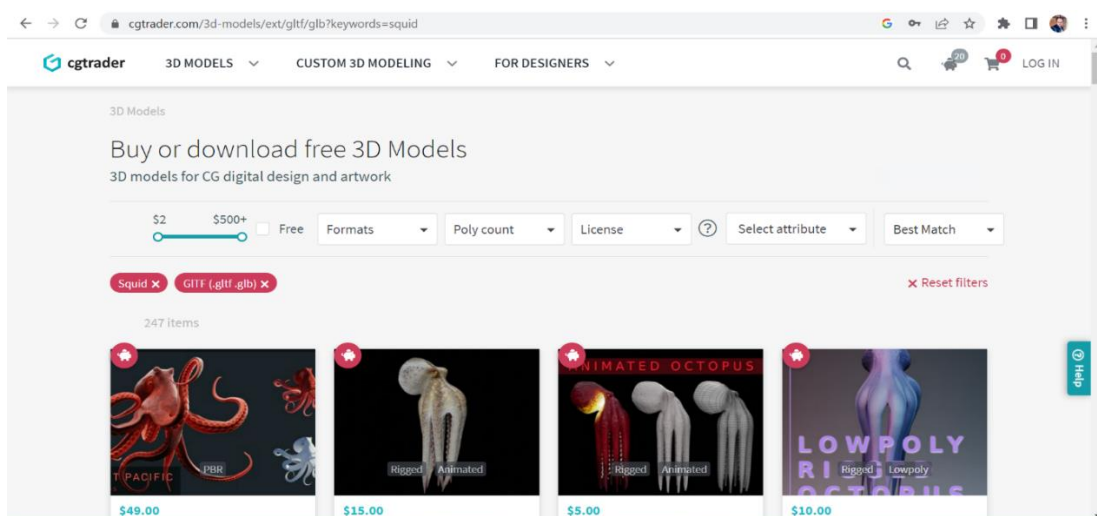 cgtrader.com/3d-models/ext/gltf/glb?keywords=squid
cgtrader 3D MODELS CUSTOM 3D MODELING FOR DESIGNERS 20 0 LOG IN
3D Models
Buy or download free 3D Models
3D models for CG digital design and artwork
$2 $500+ Free Formats Poly count License ? Select attribute Best Match
Squid × GlTF (.gltf .glb) × × Reset filters
247 items
? Help
ANIMATED OCTOPUS
LOWPOLY
PBR Rigged Animated Rigged Animated Rigged Lowpoly
T PACIFIC
OCTOPUS
$49.00 $15.00 $5.00 $10.00